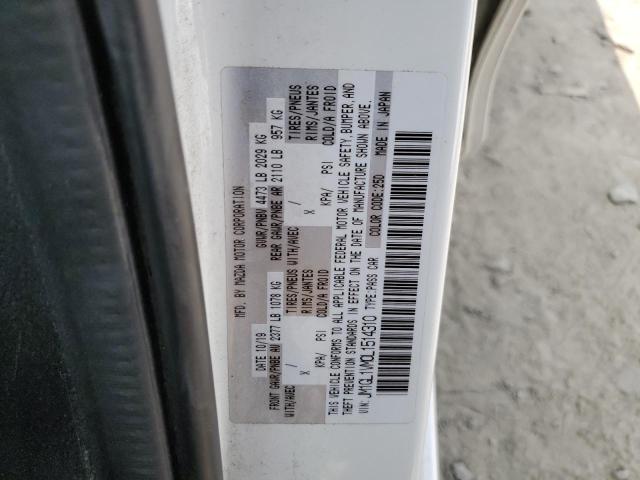 MFD. BY MAZDA MOTOR CORPORATION
DATE 10/19 GVWR/PNBV 4473 LB 2029 KG
FRONT GAWR/PNBE AV 2377 LB 1078 KG REAR GAWR/PNBE AR 2110 LB 957 KG
WITH/AVEC TIRES/PNEUS WITH/AVEC TIRES/PNEUS
/ X RIMS/JANTES / X RIMS/JANTES
KPA/ PSI COLD/A FROID KPA/ PSI COLD/A FROID
THIS VEHICLE CONFORMS TO ALL APPLICABLE FEDERAL MOTOR VEHICLE SAFETY, BUMPER, AND
THEFT PREVENTION STANDARDS IN EFFECT ON THE DATE OF MANUFACTURE SHOWN ABOVE.
VIN: JM1GL1WM0L1514310 TYPE: PASS CAR
COLOR CODE: 25D MADE IN JAPAN